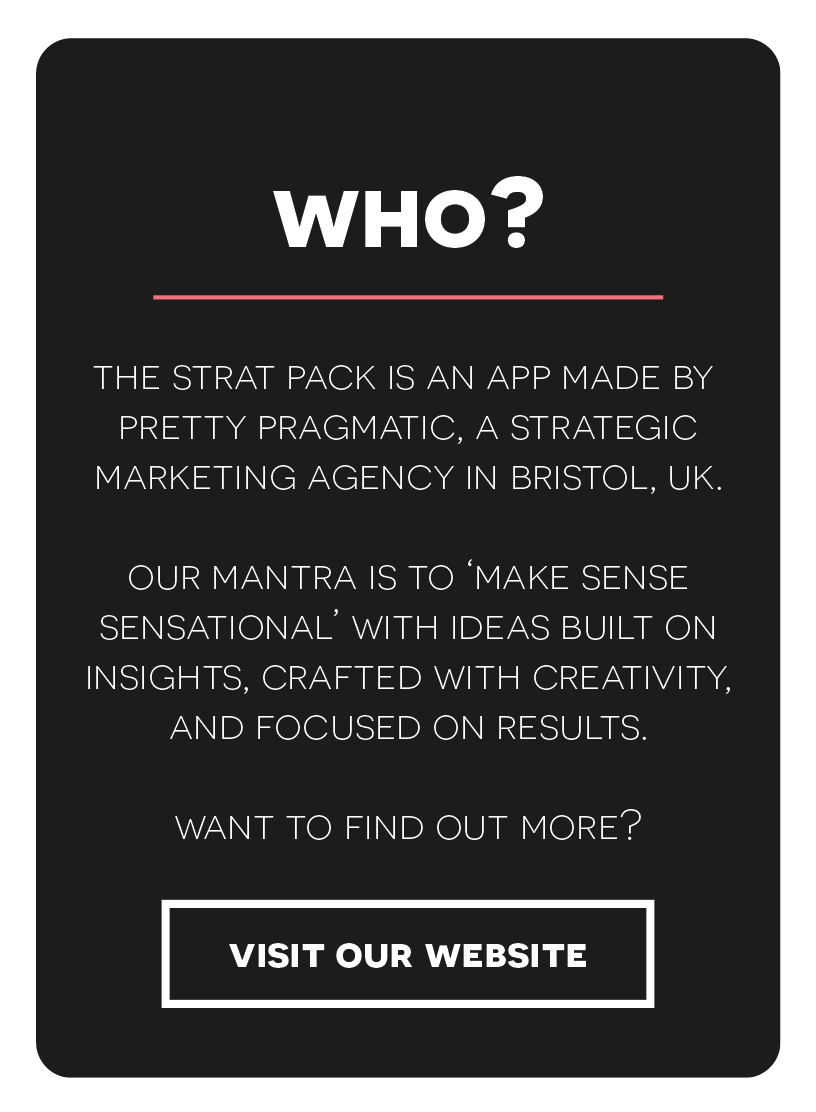 WHO?
THE STRAT PACK IS AN APP MADE BY
PRETTY PRAGMATIC, A STRATEGIC
MARKETING AGENCY IN BRISTOL, UK.
OUR MANTRA IS TO ‘MAKE SENSE
SENSATIONAL’ WITH IDEAS BUILT ON
INSIGHTS, CRAFTED WITH CREATIVITY,
AND FOCUSED ON RESULTS.
WANT TO FIND OUT MORE?
VISIT OUR WEBSITE